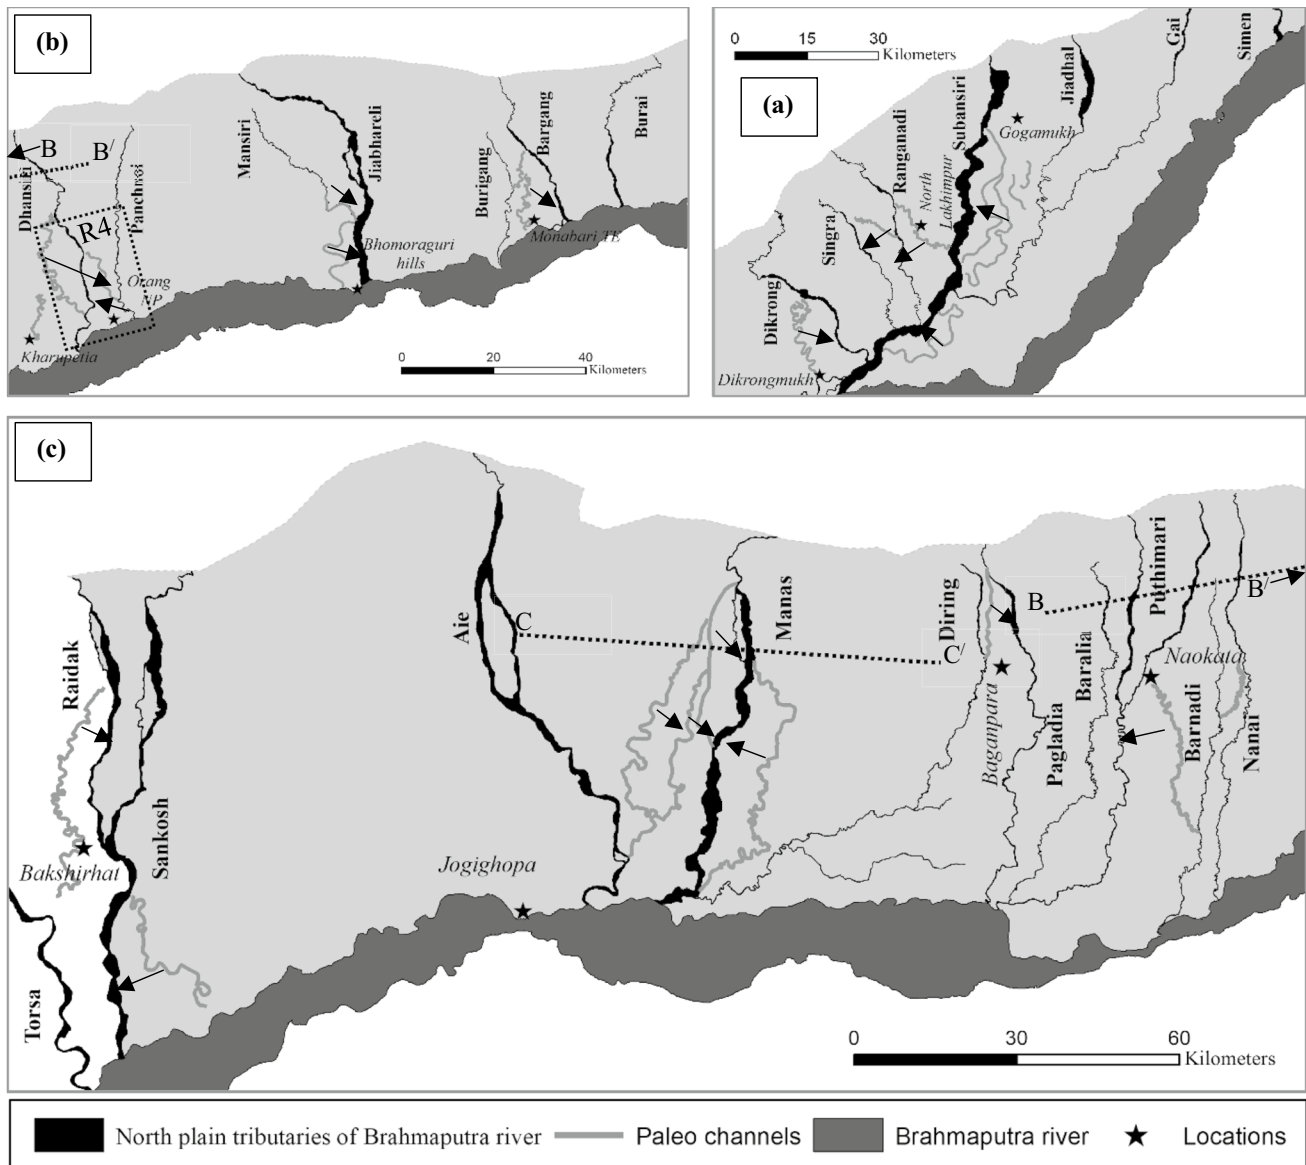 (b)
B
B/
Dhansiri
Panchnoi
R4
Orang
NP
Kharupetia
Mansiri
Jiabhareli
Bhomoraguri
hills
Burigang
Bargang
Monabari TE
Burai
0 20 40
Kilometers
0 15 30
Kilometers
(a)
Dikrong
Singra
Ranganadi
North
Lakhimpur
Subansiri
Gogamukh
Jiadhal
Gai
Simen
Dikrongmukh
(c)
Raidak
Sankosh
Bakshirhat
Torsa
Aie
C
Jogighopa
Manas
C/
Diring
Baganpara
B
Pagladia
Baralia
Puthimari
Naokata
Barnadi
Nanai
B/
0 30 60
Kilometers
North plain tributaries of Brahmaputra river
Paleo channels
Brahmaputra river
Locations